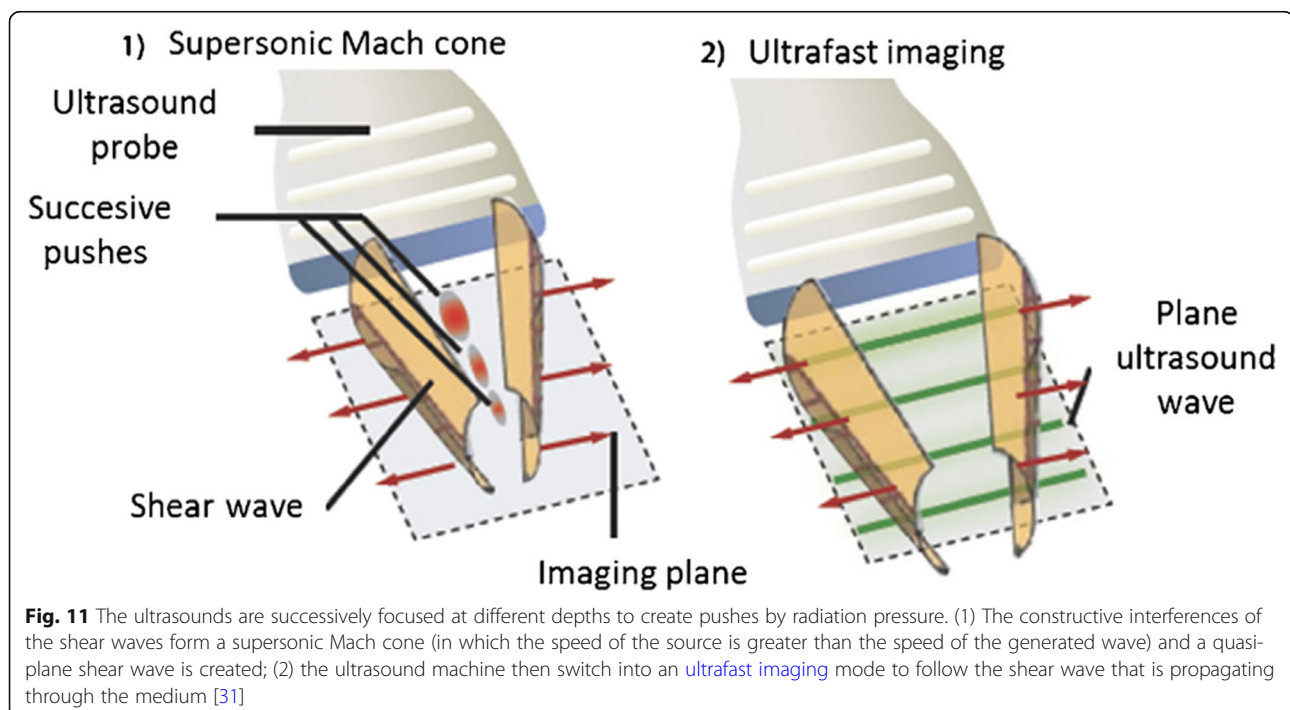 1) Supersonic Mach cone
2) Ultrafast imaging
Ultrasound
probe
Succesive
pushes
Shear wave
Imaging plane
Plane
ultrasound
wave
Fig. 11 The ultrasounds are successively focused at different depths to create pushes by radiation pressure. (1) The constructive interferences of
the shear waves form a supersonic Mach cone (in which the speed of the source is greater than the speed of the generated wave) and a quasi-
plane shear wave is created; (2) the ultrasound machine then switch into an ultrafast imaging mode to follow the shear wave that is propagating
through the medium [31]